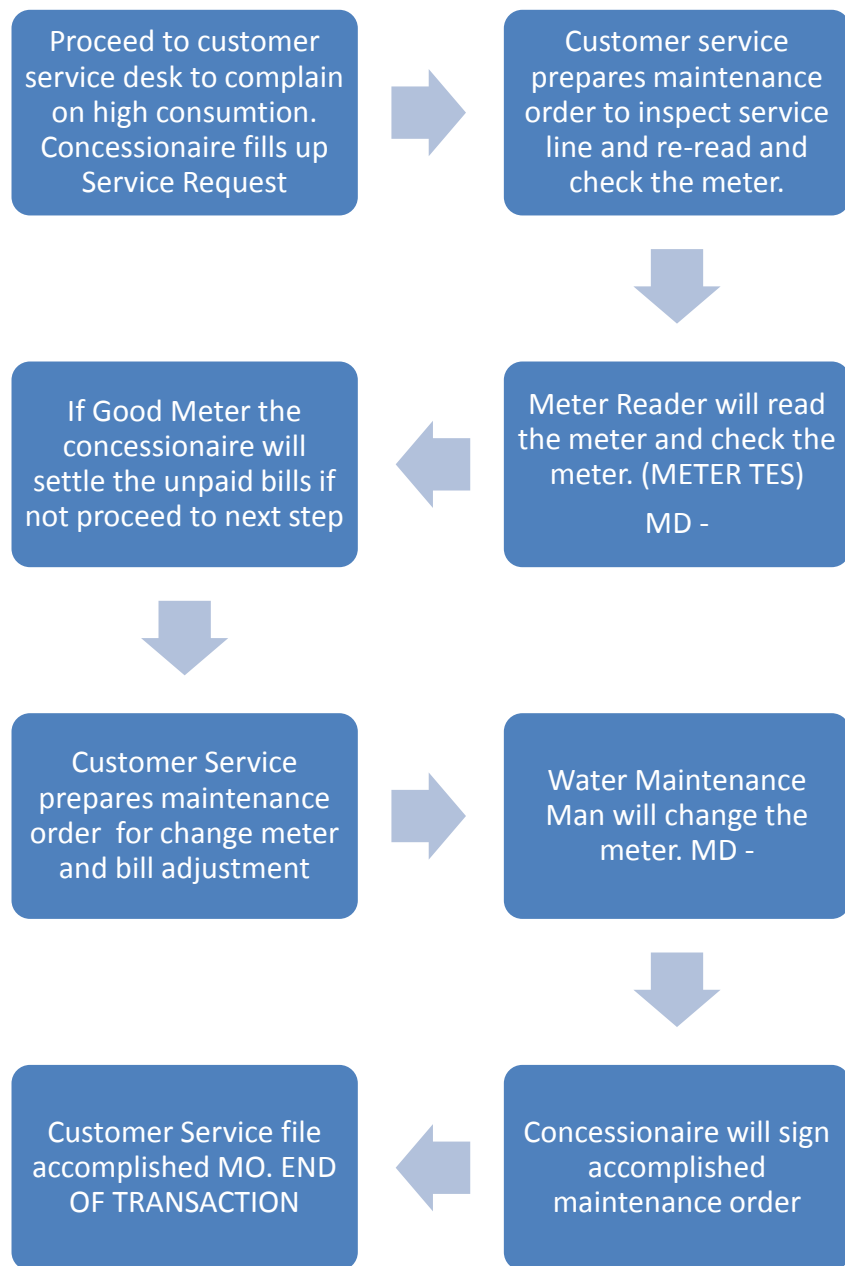 Proceed to customer
service desk to complain
on high consumtion.
Concessionaire fills up
Service Request
Customer service
prepares maintenance
order to inspect service
line and re-read and
check the meter.
Meter Reader will read
the meter and check the
meter. (METER TES)
MD -
If Good Meter the
concessionaire will
settle the unpaid bills if
not proceed to next step
Customer Service
prepares maintenance
order for change meter
and bill adjustment
Water Maintenance
Man will change the
meter. MD -
Concessionaire will sign
accomplished
maintenance order
Customer Service file
accomplished MO. END
OF TRANSACTION